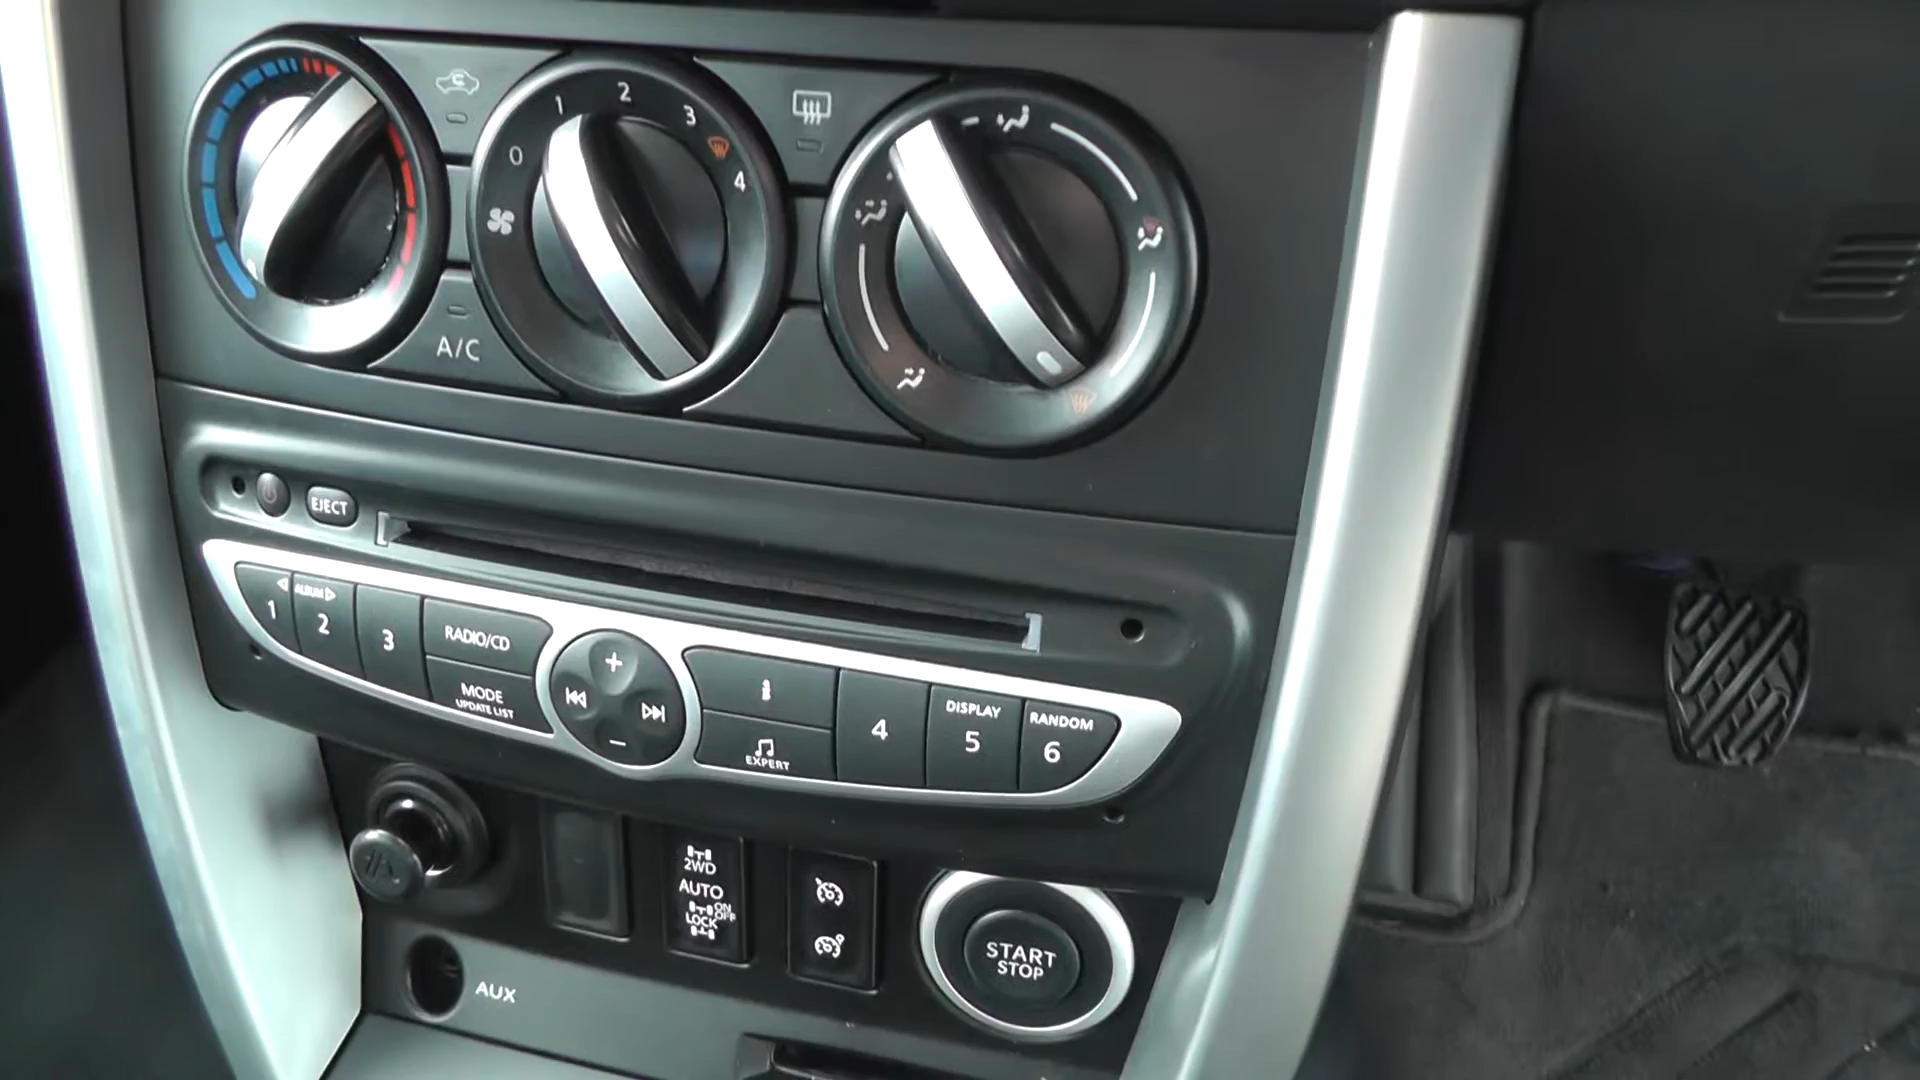 0
1
2
3
4
A/C
EJECT
ALBUM
1
2
3
RADIO/CD
MODE
UPDATE LIST
+
−
EXPERT
4
DISPLAY
5
RANDOM
6
2WD
AUTO
LOCK ON
OFF
START
STOP
AUX